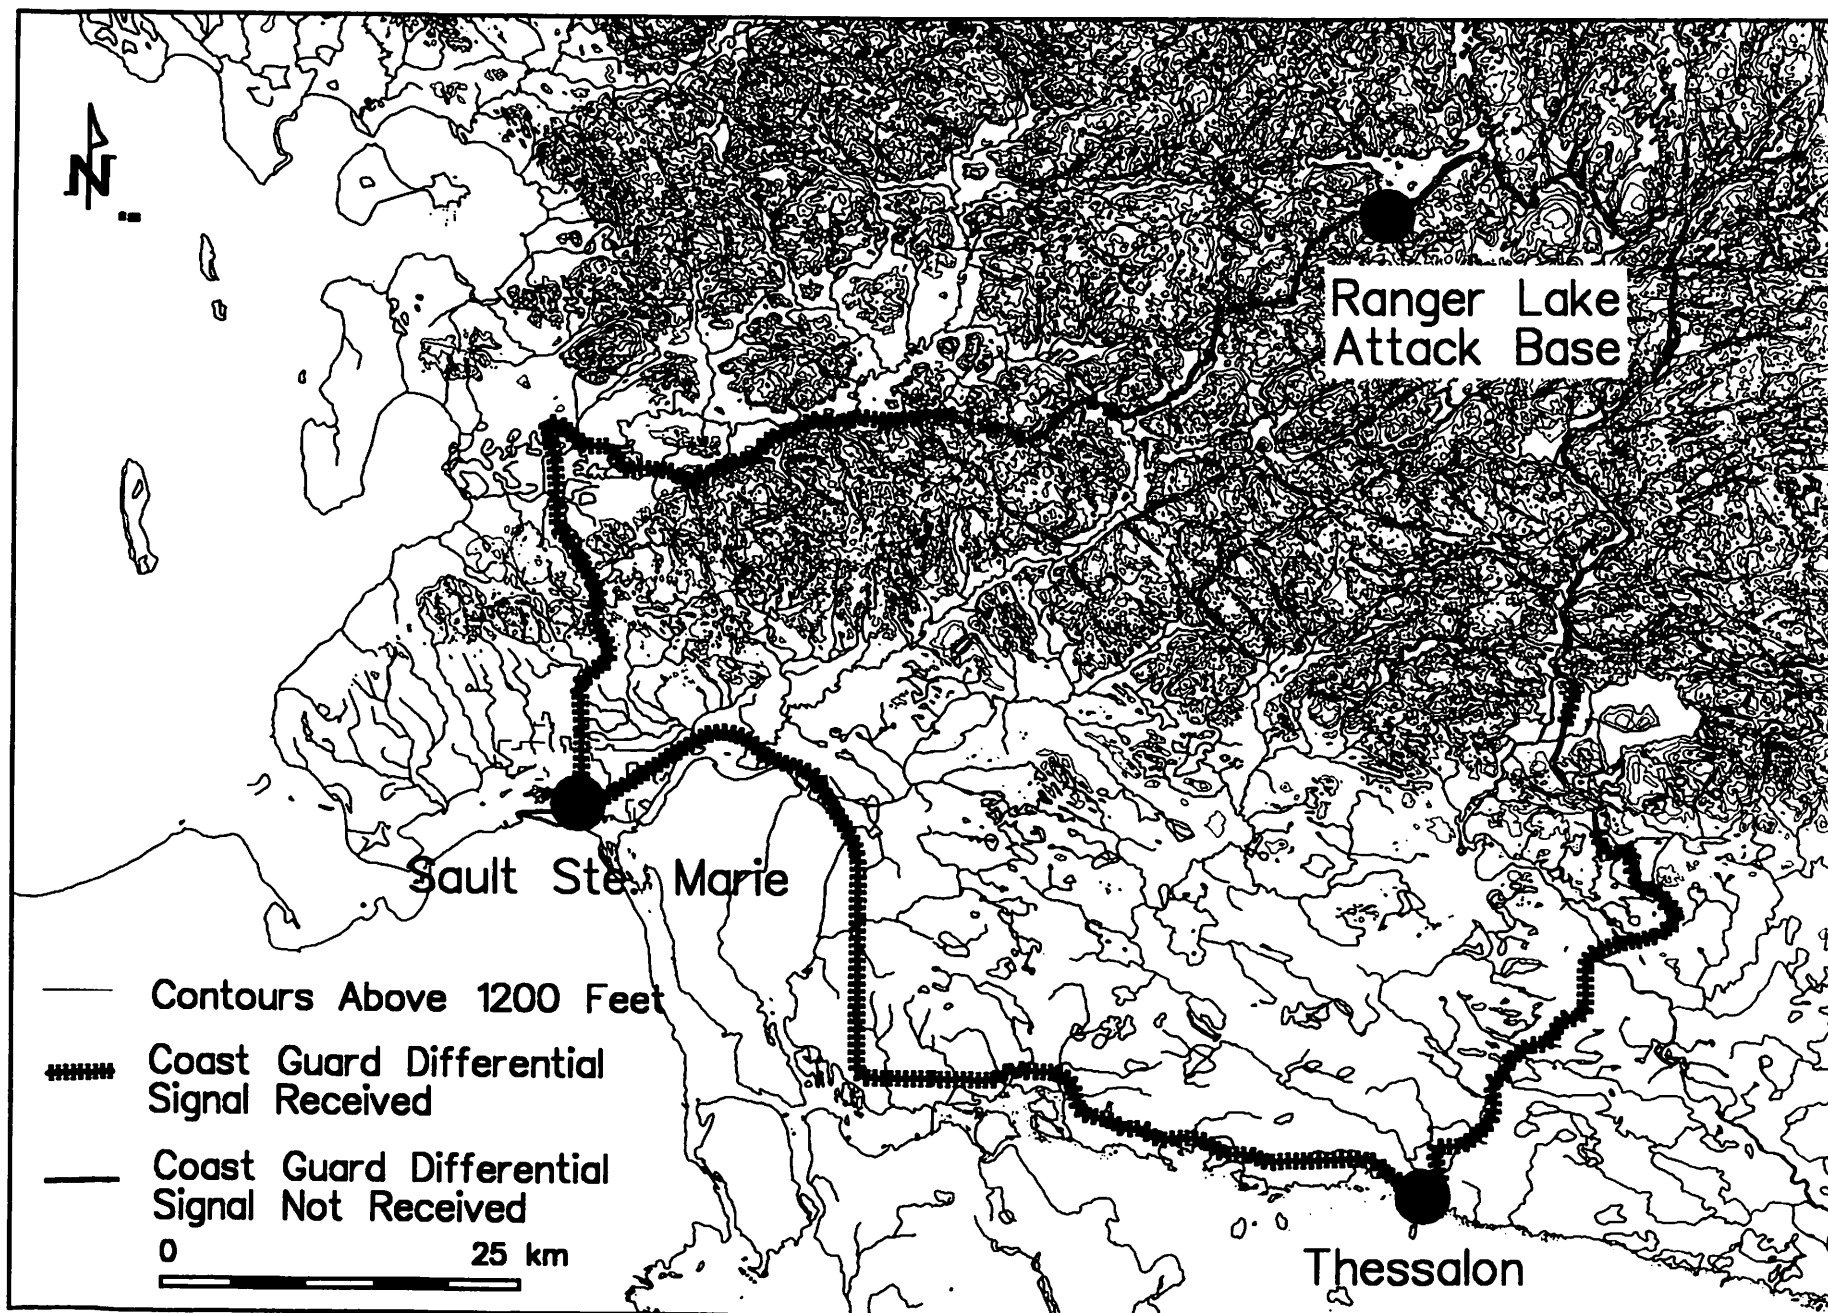 N
Ranger Lake
Attack Base
Sault Ste. Marie
Contours Above 1200 Feet
Coast Guard Differential
Signal Received
Coast Guard Differential
Signal Not Received
0 25 km
Thessalon